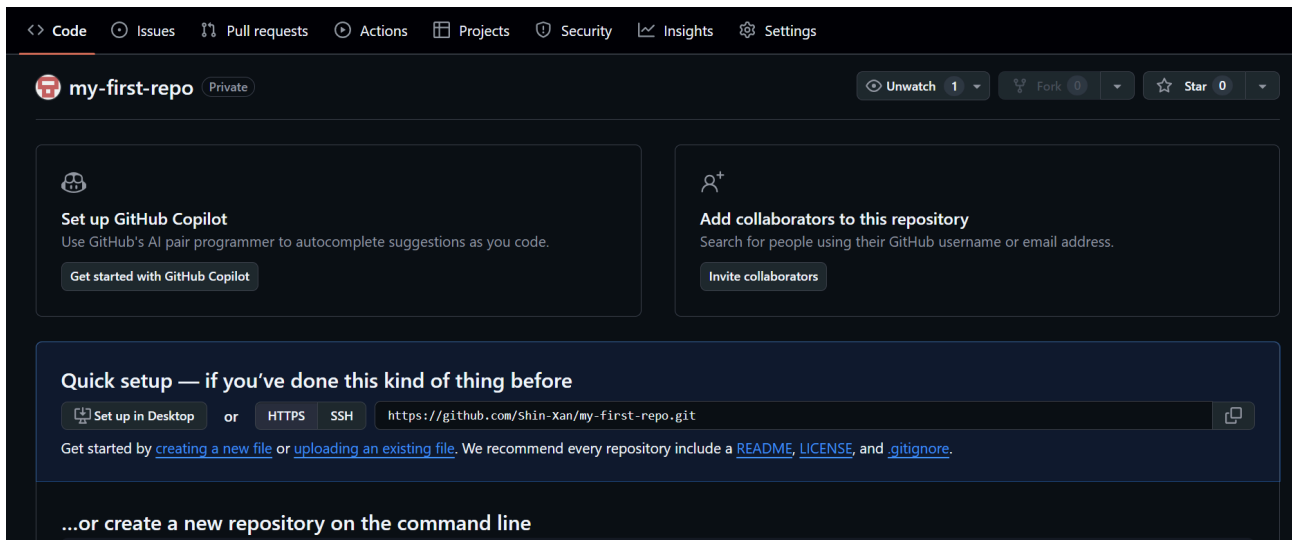 Code Issues Pull requests Actions Projects Security Insights Settings
my-first-repo Private Unwatch 1 Fork 0 Star 0
Set up GitHub Copilot
Use GitHub's AI pair programmer to autocomplete suggestions as you code.
Get started with GitHub Copilot
Add collaborators to this repository
Search for people using their GitHub username or email address.
Invite collaborators
Quick setup — if you’ve done this kind of thing before
Set up in Desktop or HTTPS SSH https://github.com/Shin-Xan/my-first-repo.git
Get started by creating a new file or uploading an existing file. We recommend every repository include a README, LICENSE, and .gitignore.
...or create a new repository on the command line